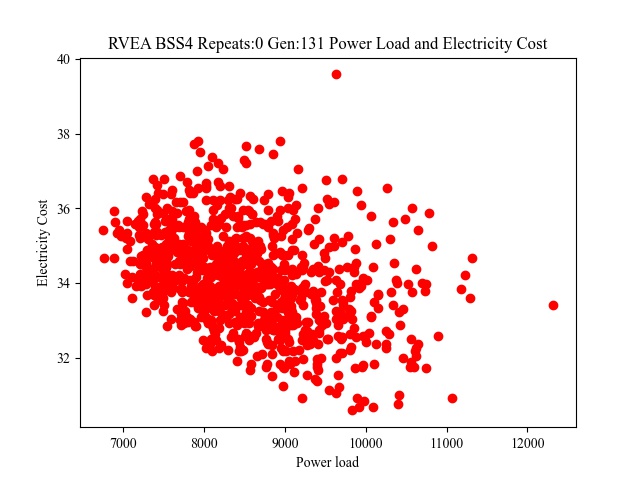 RVEA BSS4 Repeats:0 Gen:131 Power Load and Electricity Cost
40
38
36
34
32
Electricity Cost
7000 8000 9000 10000 11000 12000
Power load